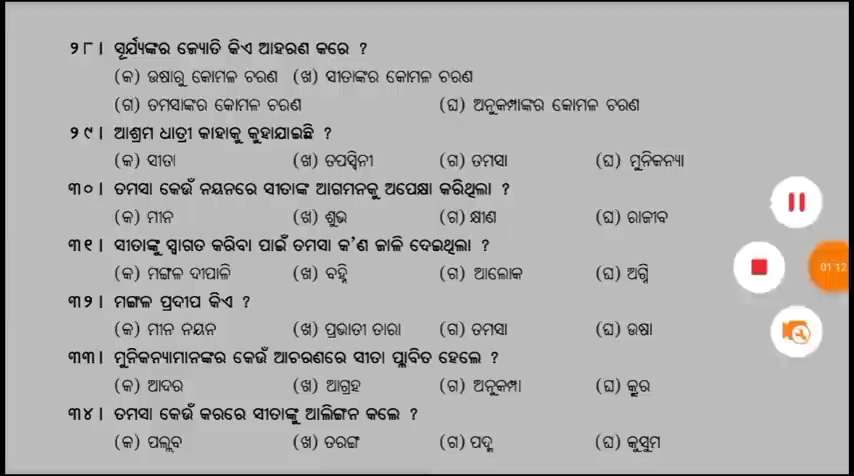 ୨୮। ସୂର୍ଯ୍ୟଙ୍କର ଜ୍ୟୋତି କିଏ ଆହରଣ କରେ ?
(କ) ଉଷାରୁ କୋମଳ ଚରଣ (ଖ) ସୀତାଙ୍କର କୋମଳ ଚରଣ
(ଗ) ତମସାଙ୍କର କୋମଳ ଚରଣ (ଘ) ଅନୁକମ୍ପାଙ୍କର କୋମଳ ଚରଣ
୨୯। ଆଶ୍ରମ ଧାତ୍ରୀ କାହାକୁ କୁହାଯାଇଛି ?
(କ) ସୀତା (ଖ) ତପସ୍ୱିନୀ (ଗ) ତମସା (ଘ) ମୁନିକନ୍ୟା
୩୦। ତମସା କେଉଁ ନୟନରେ ସୀତାଙ୍କ ଆଗମନକୁ ଅପେକ୍ଷା କରିଥିଲା ?
(କ) ମୀନ (ଖ) ଶୁଭ (ଗ) କ୍ଷୀଣ (ଘ) ରାଜୀବ
୩୧। ସୀତାଙ୍କୁ ସ୍ୱାଗତ କରିବା ପାଇଁ ତମସା କ'ଣ ଜାଳି ଦେଇଥିଲା ?
(କ) ମଙ୍ଗଳ ଦୀପାଳି (ଖ) ବହ୍ନି (ଗ) ଆଲୋକ (ଘ) ଅଗ୍ନି
୩୨। ମଙ୍ଗଳ ପ୍ରଦୀପ କିଏ ?
(କ) ମୀନ ନୟନ (ଖ) ପ୍ରଭାତୀ ତାରା (ଗ) ତମସା (ଘ) ଉଷା
୩୩। ମୁନିକନ୍ୟାମାନଙ୍କର କେଉଁ ଆଚରଣରେ ସୀତା ପ୍ଲାବିତ ହେଲେ ?
(କ) ଆଦର (ଖ) ଆଗ୍ରହ (ଗ) ଅନୁକମ୍ପା (ଘ) କ୍ରୁର
୩୪। ତମସା କେଉଁ କରରେ ସୀତାଙ୍କୁ ଆଲିଙ୍ଗନ କଲେ ?
(କ) ପଲ୍ଲବ (ଖ) ତରଙ୍ଗ (ଗ) ପଦ୍ମ (ଘ) କୁସୁମ
01:12